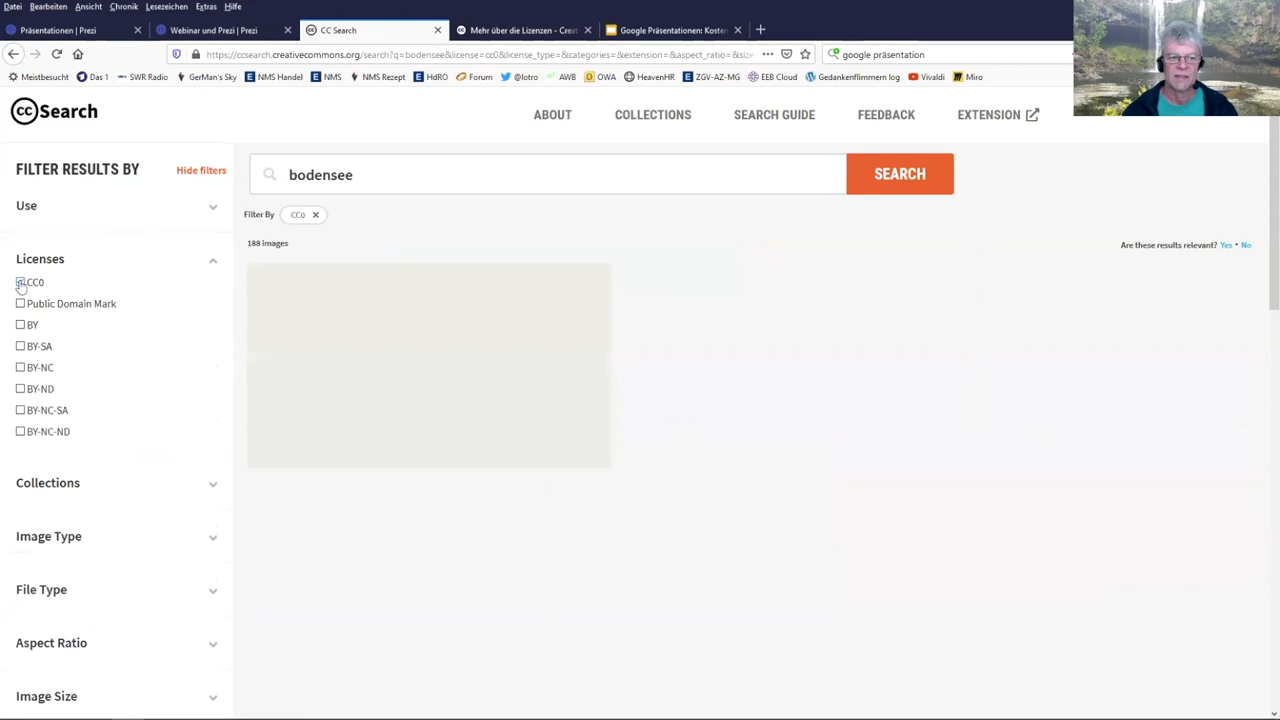 Datei Bearbeiten Ansicht Chronik Lesezeichen Extras Hilfe
Präsentationen | Prezi Webinar und Prezi | Prezi CC Search Mehr über die Lizenzen - Creat Google Präsentationen: Kosten
https://ccsearch.creativecommons.org/search?q=bodensee&license=cc0&license_type=&categories=&extension=&aspect_ratio=&size google präsentation
Meistbesucht Das 1 SWR Radio GerMan's Sky NMS Handel NMS NMS Rezept HdRO Forum @lotro AWB OWA HeavenHR ZGV-AZ-MG EEB Cloud Gedankenflimmern log Vivaldi Miro
cc Search
ABOUT COLLECTIONS SEARCH GUIDE FEEDBACK EXTENSION
FILTER RESULTS BY Hide filters
bodensee SEARCH
Use
Filter By CC0
188 images Are these results relevant? Yes • No
Licenses
CC0
Public Domain Mark
BY
BY-SA
BY-NC
BY-ND
BY-NC-SA
BY-NC-ND
Collections
Image Type
File Type
Aspect Ratio
Image Size